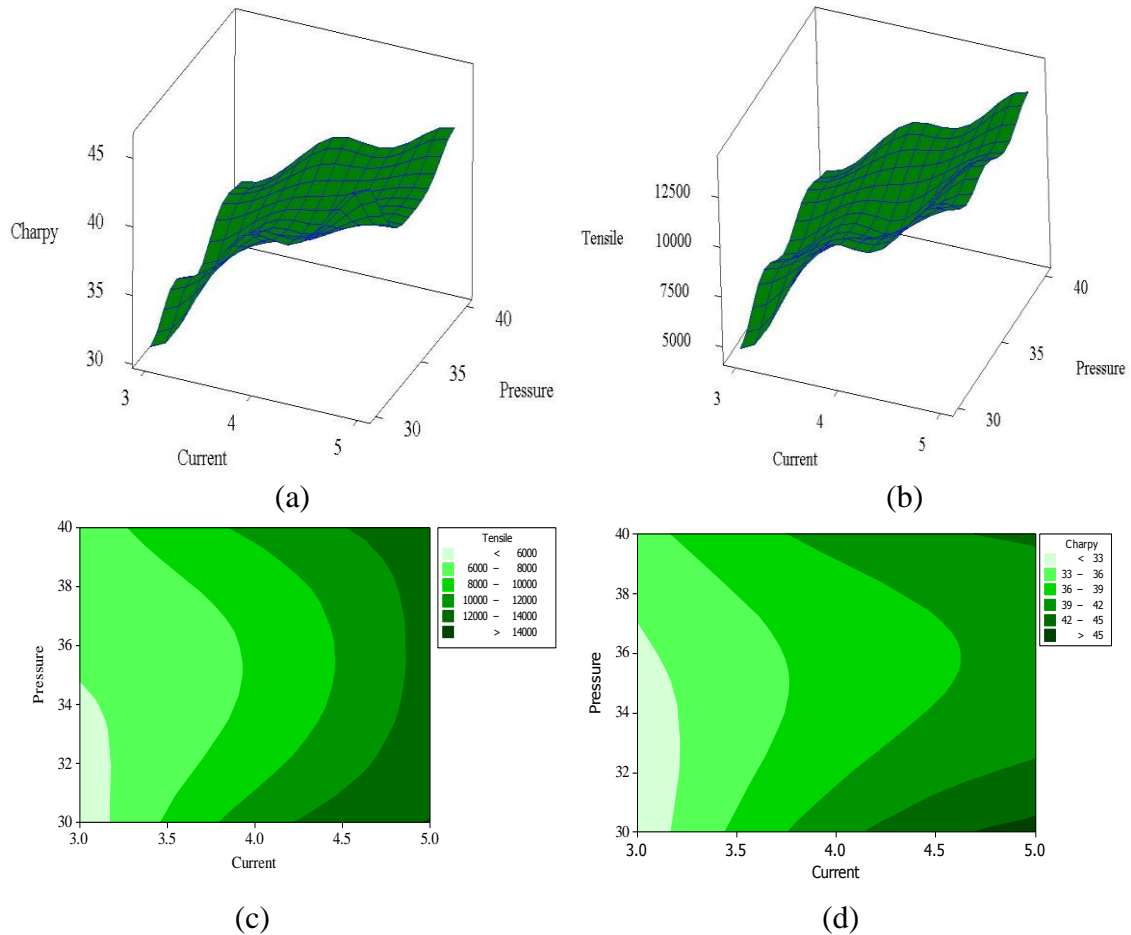 45
Charpy
40
35
30
3
4
5
Current
30
35
40
Pressure
(a)
12500
Tensile
10000
7500
5000
3
4
5
Current
30
35
40
Pressure
(b)
Tensile
< 6000
6000 – 8000
8000 – 10000
10000 – 12000
12000 – 14000
> 14000
40
38
36
34
32
30
Pressure
3.0 3.5 4.0 4.5 5.0
Current
(c)
Charpy
< 33
33 – 36
36 – 39
39 – 42
42 – 45
> 45
40
38
36
34
32
30
Pressure
3.0 3.5 4.0 4.5 5.0
Current
(d)